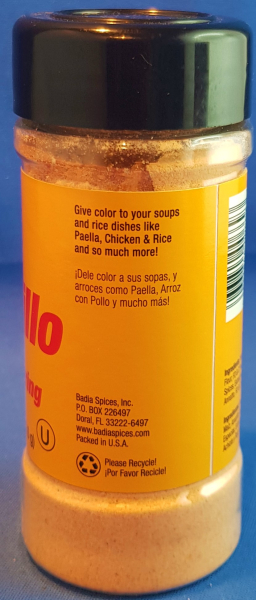 Give color to your soups
and rice dishes like
Paella, Chicken & Rice
and so much more!
¡Dele color a sus sopas, y
arroces como Paella, Arroz
con Pollo y mucho más!
llo
ng
Badia Spices, Inc.
P.O. BOX 226497
Doral, FL 33222-6497
www.badiaspices.com
Packed in U.S.A.
U
Please Recycle!
¡Por Favor Recicle!